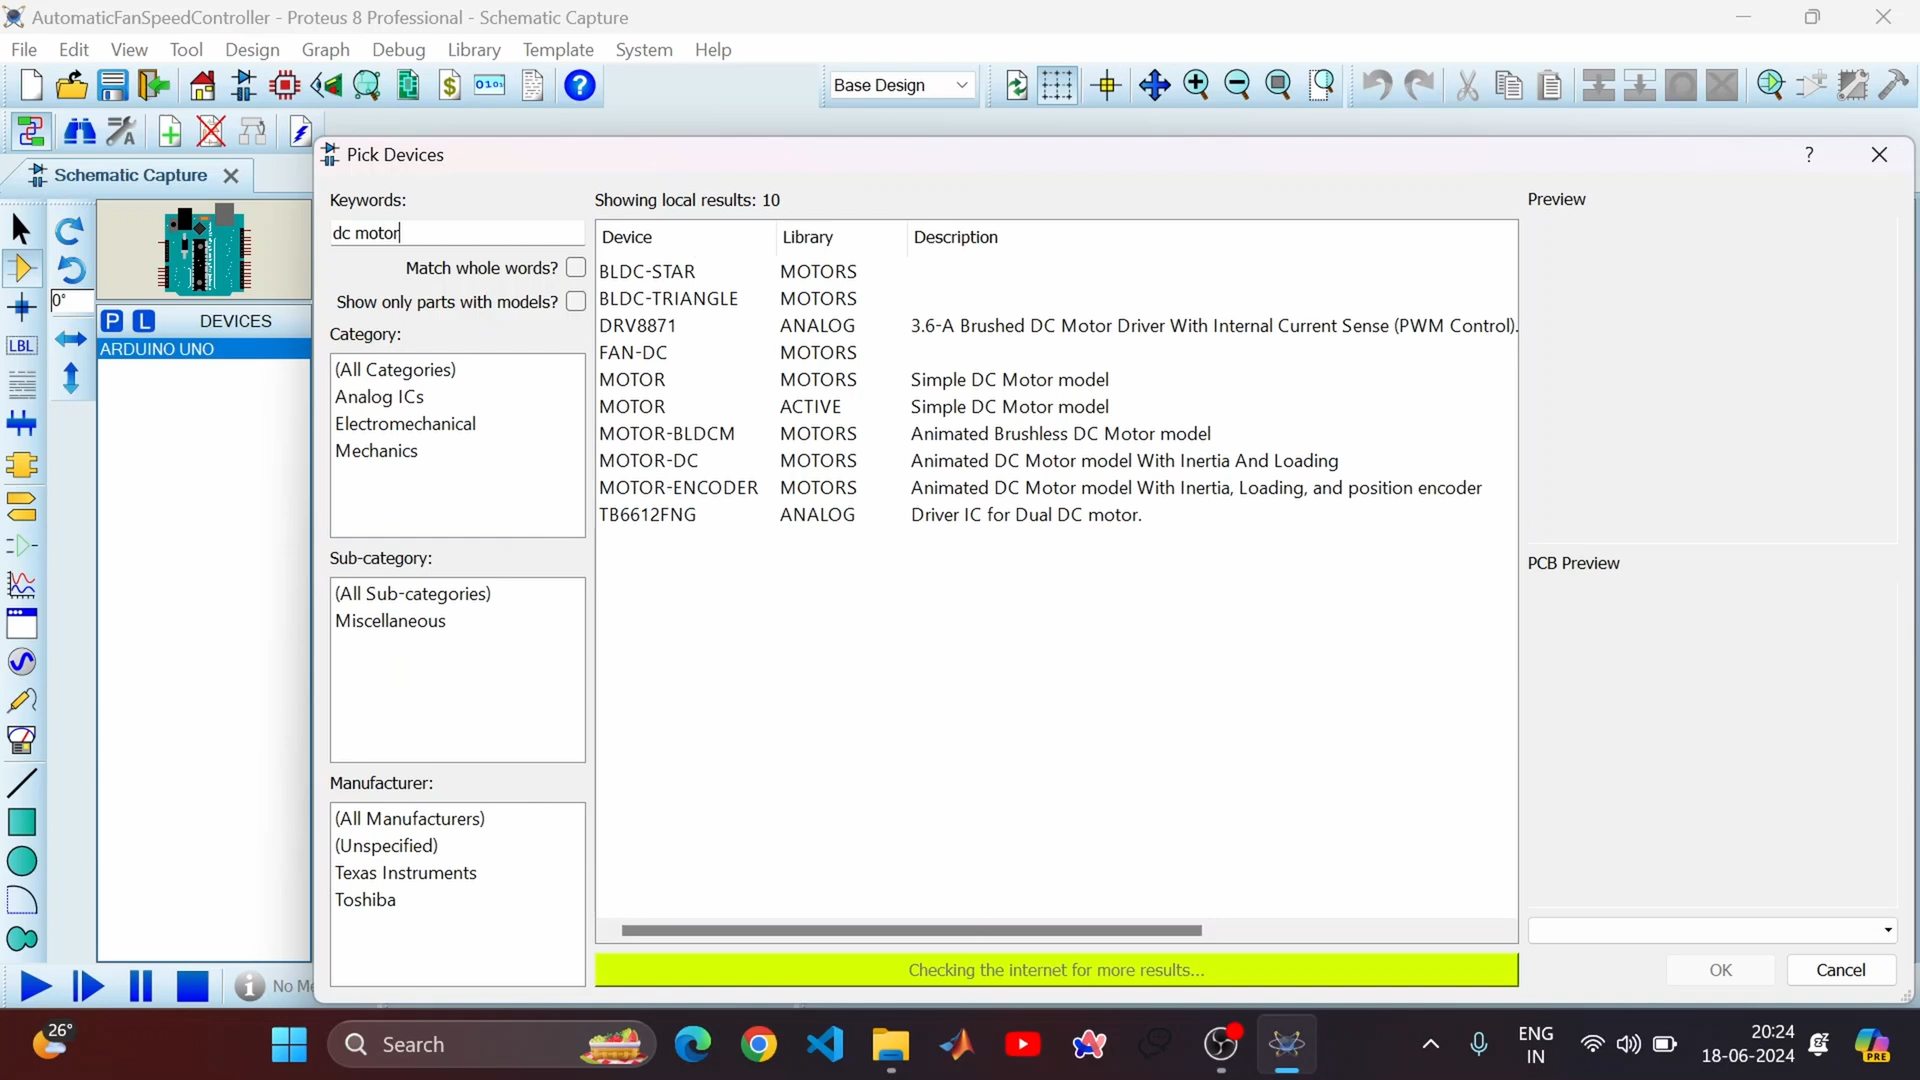 AutomaticFanSpeedController - Proteus 8 Professional - Schematic Capture
File Edit View Tool Design Graph Debug Library Template System Help
$ 0101 ? Base Design
Schematic Capture
Pick Devices ?
Keywords:
dc motor
Match whole words?
Show only parts with models?
Category:
(All Categories)
Analog ICs
Electromechanical
Mechanics
Sub-category:
(All Sub-categories)
Miscellaneous
Manufacturer:
(All Manufacturers)
(Unspecified)
Texas Instruments
Toshiba
0°
P L DEVICES
ARDUINO UNO
LBL
Showing local results: 10
Device Library Description
BLDC-STAR MOTORS
BLDC-TRIANGLE MOTORS
DRV8871 ANALOG 3.6-A Brushed DC Motor Driver With Internal Current Sense (PWM Control).
FAN-DC MOTORS
MOTOR MOTORS Simple DC Motor model
MOTOR ACTIVE Simple DC Motor model
MOTOR-BLDCM MOTORS Animated Brushless DC Motor model
MOTOR-DC MOTORS Animated DC Motor model With Inertia And Loading
MOTOR-ENCODER MOTORS Animated DC Motor model With Inertia, Loading, and position encoder
TB6612FNG ANALOG Driver IC for Dual DC motor.
Checking the internet for more results...
Preview
PCB Preview
OK Cancel
No Me
26°
Search
ENG
IN
20:24
18-06-2024
PRE